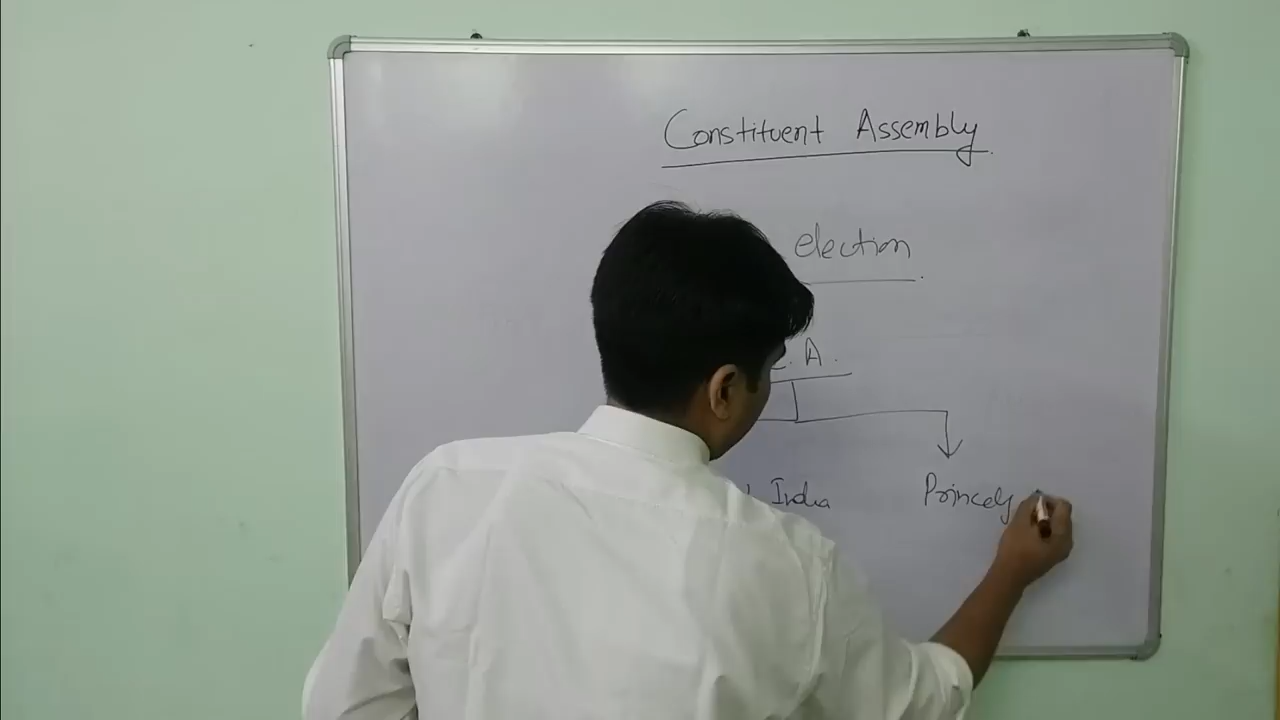 Constituent Assembly
election
A.
India
Princely